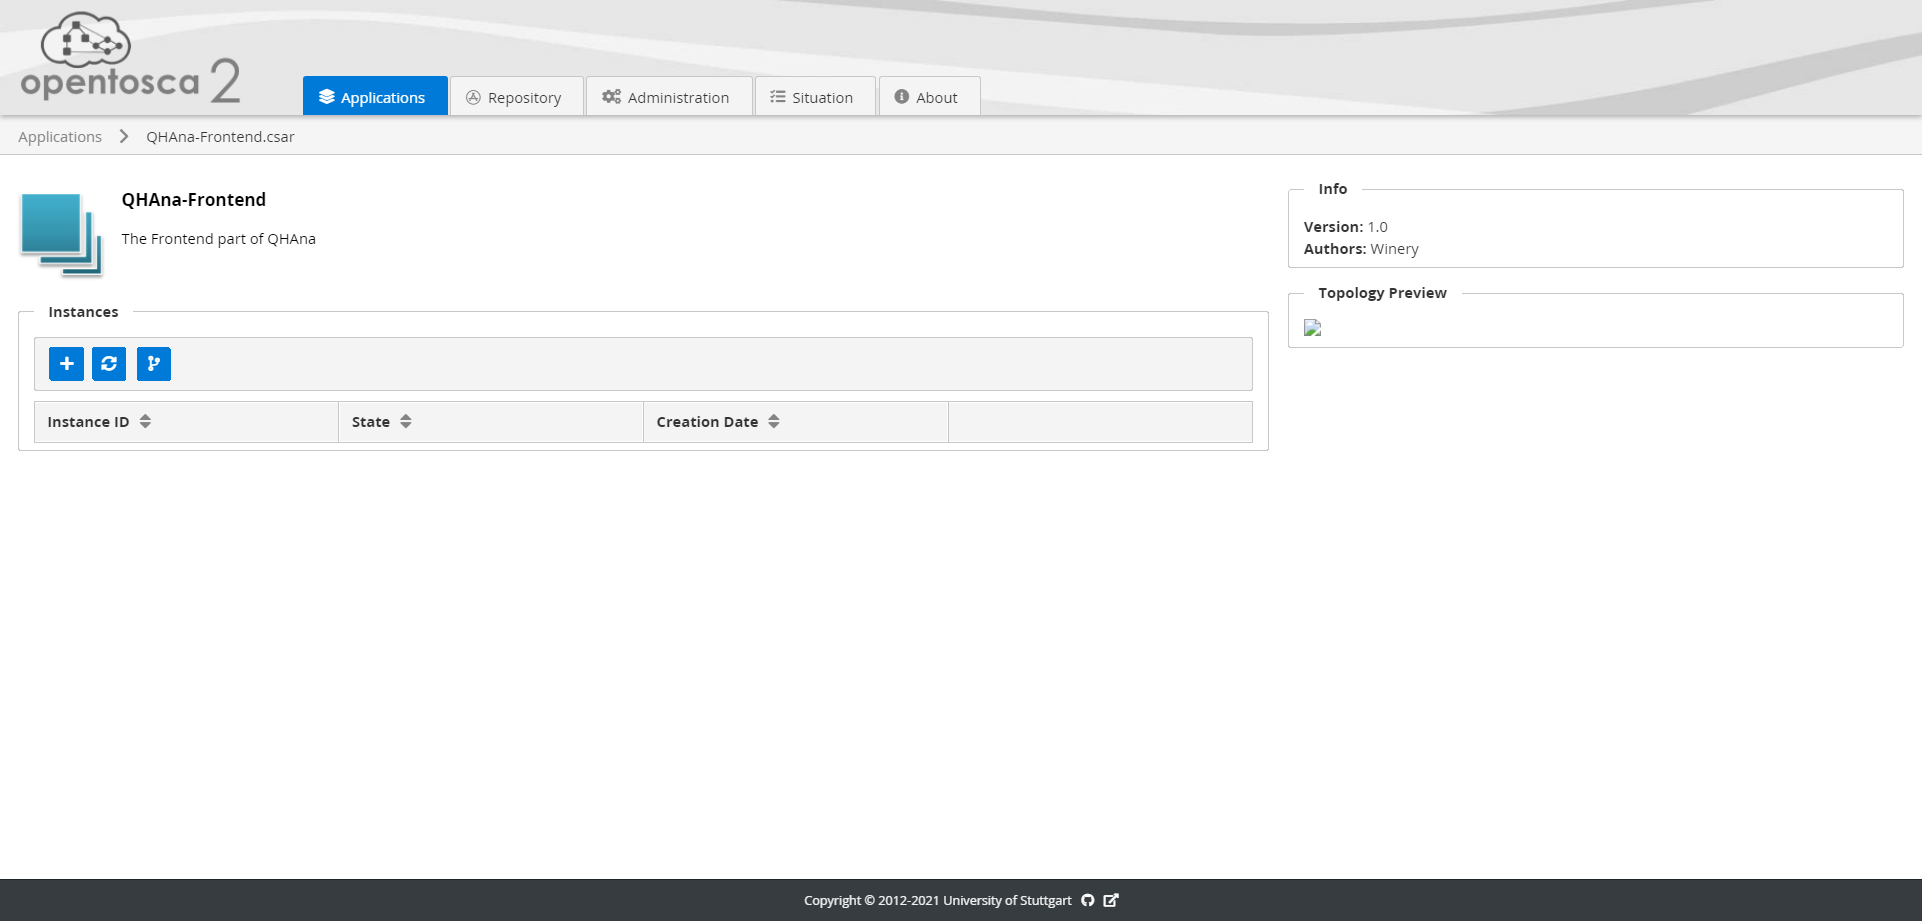 opentosca 2
Applications
Repository
Administration
Situation
About
Applications
QHAna-Frontend.csar
QHAna-Frontend
The Frontend part of QHAna
Info
Version: 1.0
Authors: Winery
Topology Preview
Instances
Instance ID
State
Creation Date
Copyright © 2012-2021 University of Stuttgart